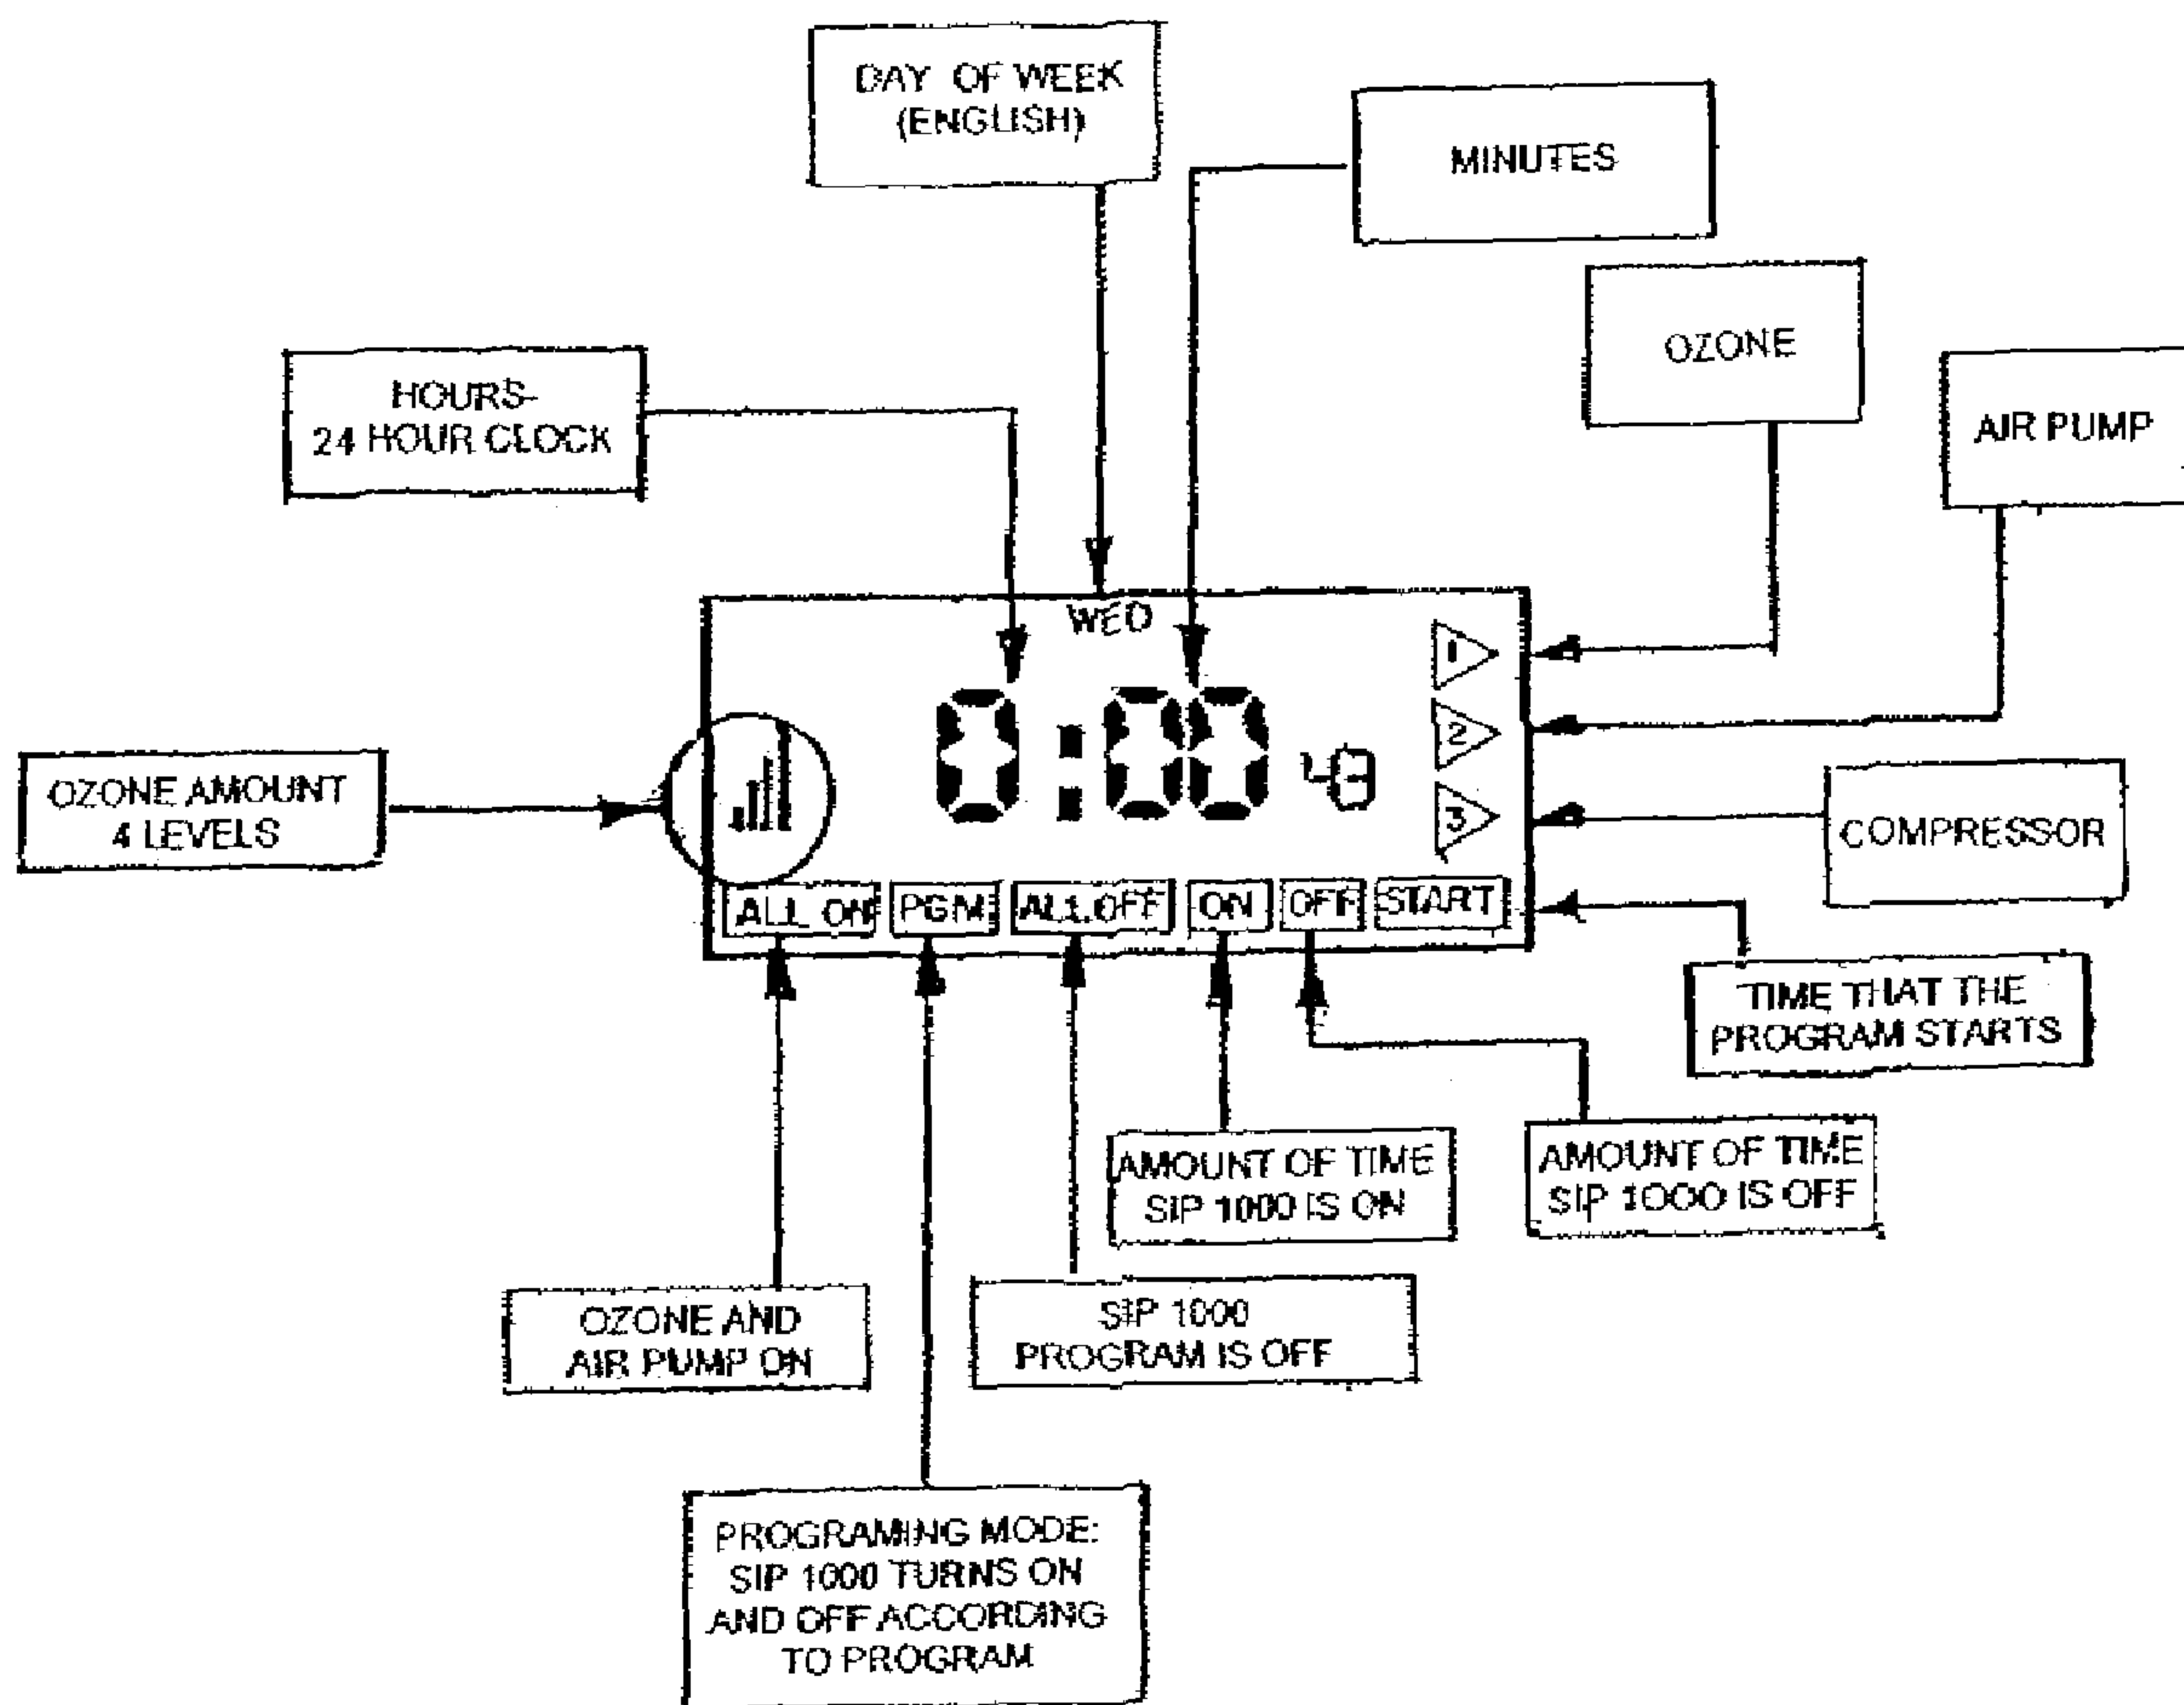 DAY OF WEEK
(ENGLISH)
MINUTES
OZONE
AIR PUMP
HOURS-
24 HOUR CLOCK
WED
0:00
1
2
3
OZONE AMOUNT
4 LEVELS
COMPRESSOR
ALL ON PGM ALL OFF ON OFF START
TIME THAT THE
PROGRAM STARTS
AMOUNT OF TIME
SIP 1000 IS ON
AMOUNT OF TIME
SIP 1000 IS OFF
OZONE AND
AIR PUMP ON
SIP 1000
PROGRAM IS OFF
PROGRAMING MODE:
SIP 1000 TURNS ON
AND OFF ACCORDING
TO PROGRAM